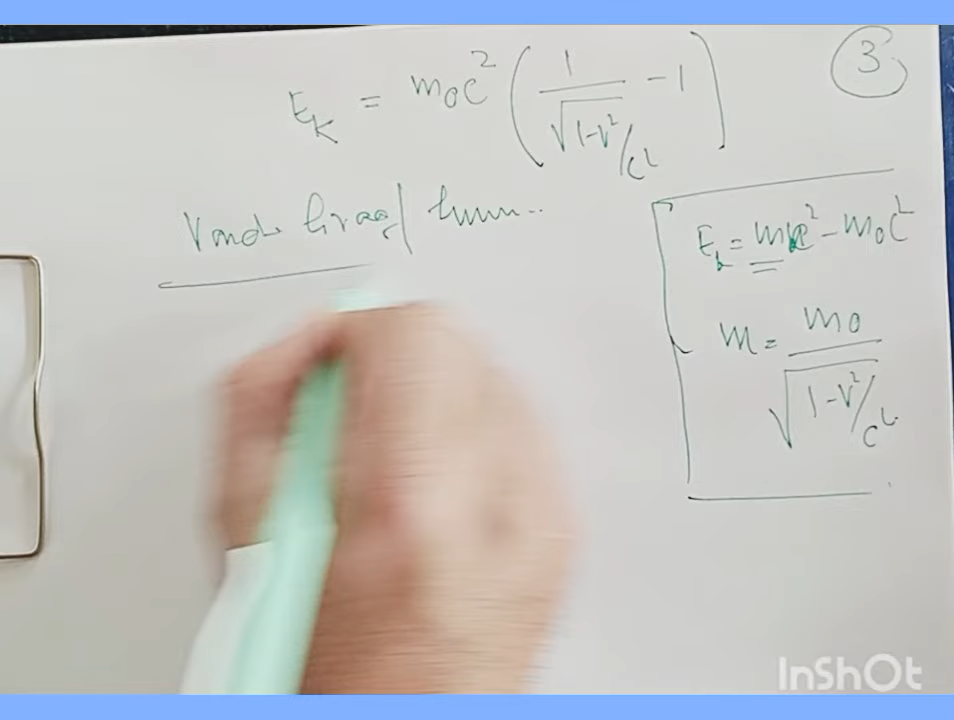 3
E_k = m₀c² (1/√(1-v²/c²) - 1)
E_k = mc² - m₀c²
m = m₀/√(1-v²/c²)
InShOt